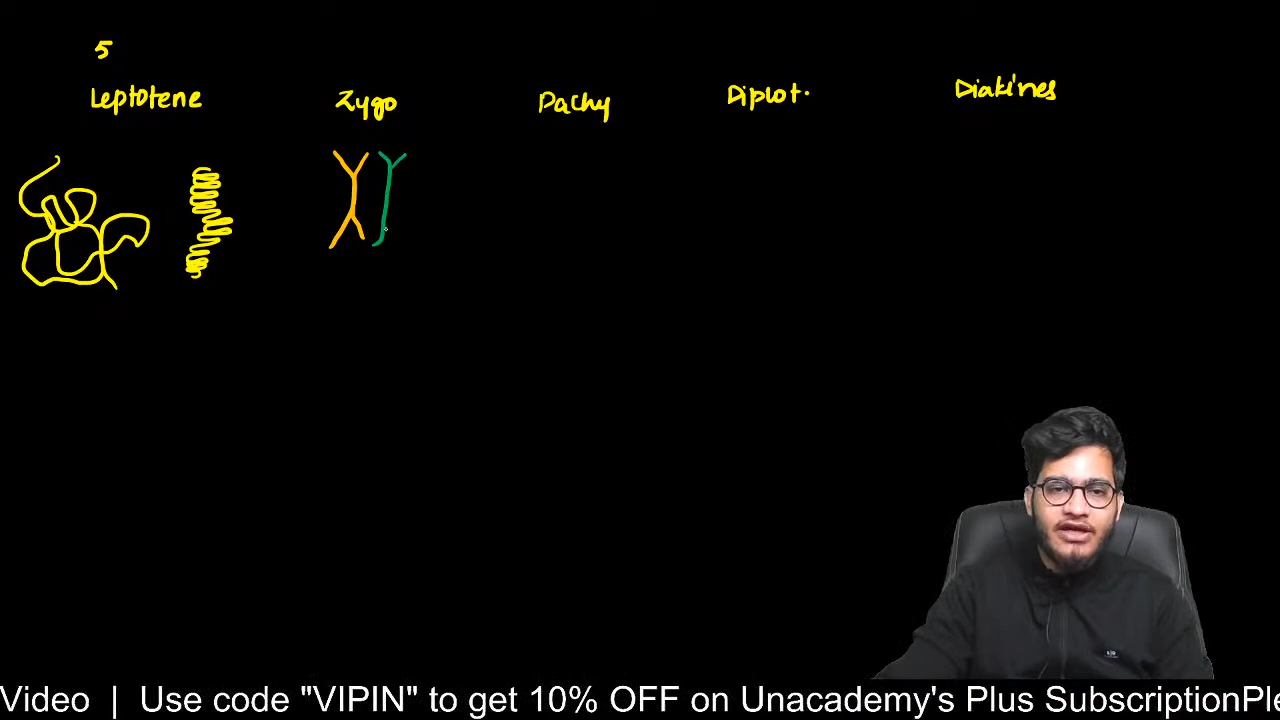 5
Leptotene Zygo Pachy Diplot. Diakines
Video | Use code "VIPIN" to get 10% OFF on Unacademy's Plus SubscriptionPle